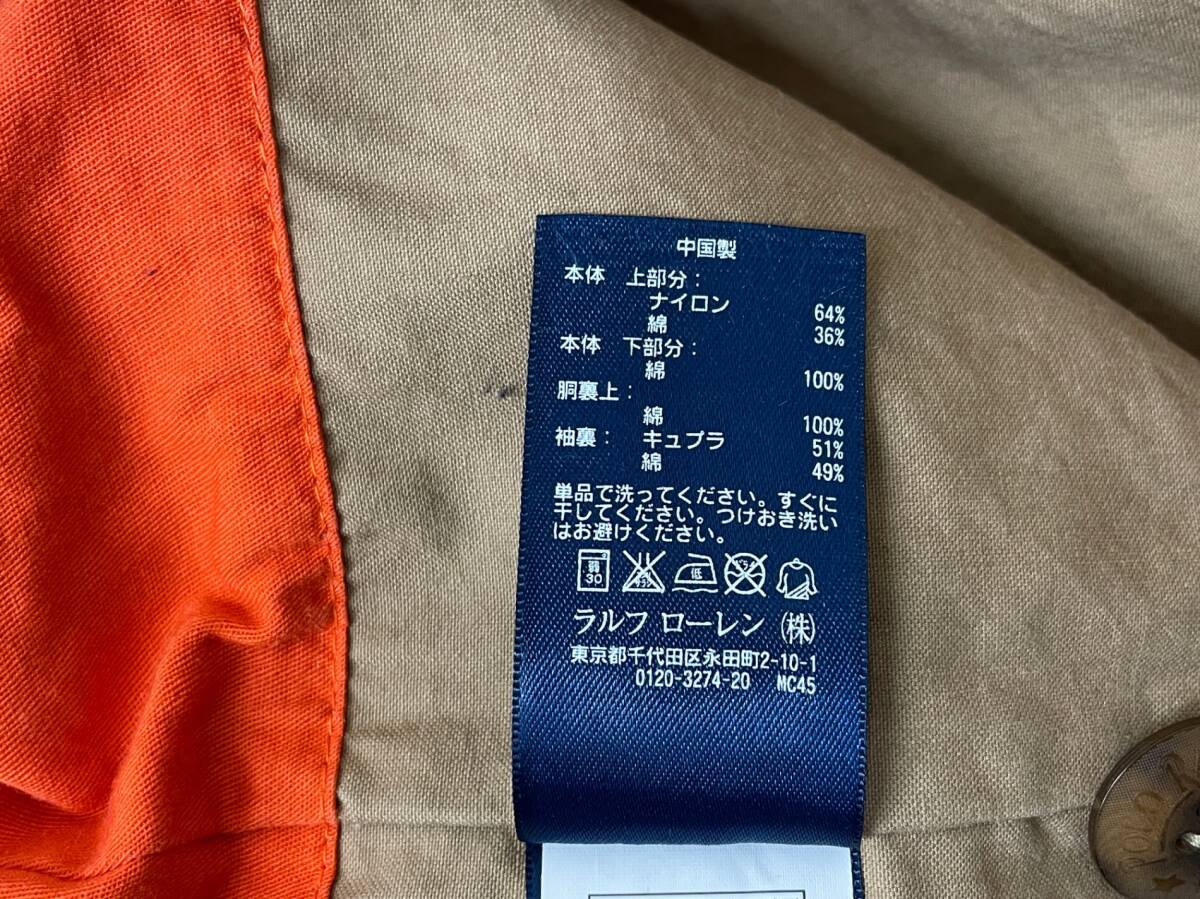 中国製
本体 上部分：
ナイロン 64%
綿 36%
本体 下部分：
綿 100%
胴裏上：
綿 100%
袖裏： キュプラ 51%
綿 49%
単品で洗ってください。すぐに
干してください。つけおき洗い
はお避けください。
弱 30 低 ドライ
ラルフ ローレン (株)
東京都千代田区永田町2-10-1
0120-3274-20 MC45
POLO R